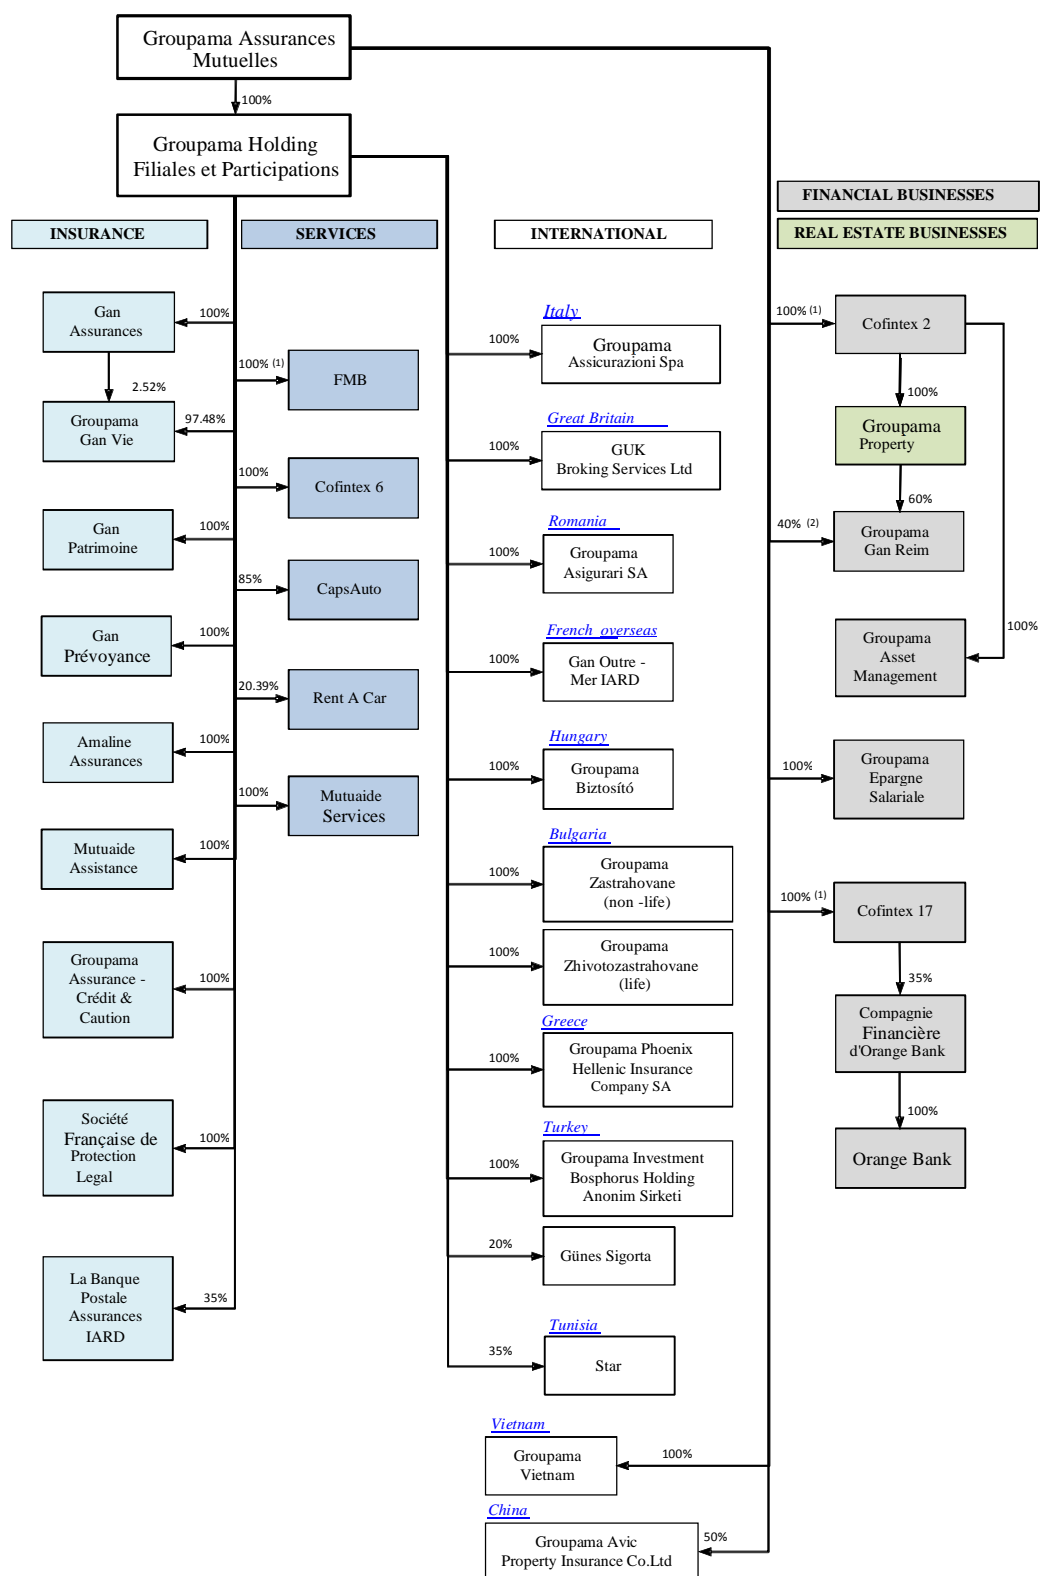 Groupama Assurances
Mutuelles
100%
Groupama Holding
Filiales et Participations
INSURANCE
SERVICES
INTERNATIONAL
FINANCIAL BUSINESSES
REAL ESTATE BUSINESSES
Gan
Assurances
100%
2.52%
Groupama
Gan Vie
97.48%
Gan
Patrimoine
100%
Gan
Prévoyance
100%
Amaline
Assurances
100%
Mutuaide
Assistance
100%
Groupama
Assurance -
Crédit &
Caution
100%
Société
Française de
Protection
Legal
100%
La Banque
Postale
Assurances
IARD
35%
100% (1)
FMB
100%
Cofintex 6
85%
CapsAuto
20.39%
Rent A Car
100%
Mutuaide
Services
Italy
100%
Groupama
Assicurazioni Spa
Great Britain
100%
GUK
Broking Services Ltd
Romania
100%
Groupama
Asigurari SA
French overseas
100%
Gan Outre -
Mer IARD
Hungary
100%
Groupama
Biztosító
Bulgaria
100%
Groupama
Zastrahovane
(non -life)
100%
Groupama
Zhivotozastrahovane
(life)
Greece
100%
Groupama Phoenix
Hellenic Insurance
Company SA
Turkey
100%
Groupama Investment
Bosphorus Holding
Anonim Sirketi
20%
Günes Sigorta
Tunisia
35%
Star
Vietnam
Groupama
Vietnam
100%
China
Groupama Avic
Property Insurance Co.Ltd
50%
100% (1)
Cofintex 2
100%
Groupama
Property
60%
40% (2)
Groupama
Gan Reim
100%
Groupama
Asset
Management
100%
Groupama
Epargne
Salariale
100% (1)
Cofintex 17
35%
Compagnie
Financière
d'Orange Bank
100%
Orange Bank